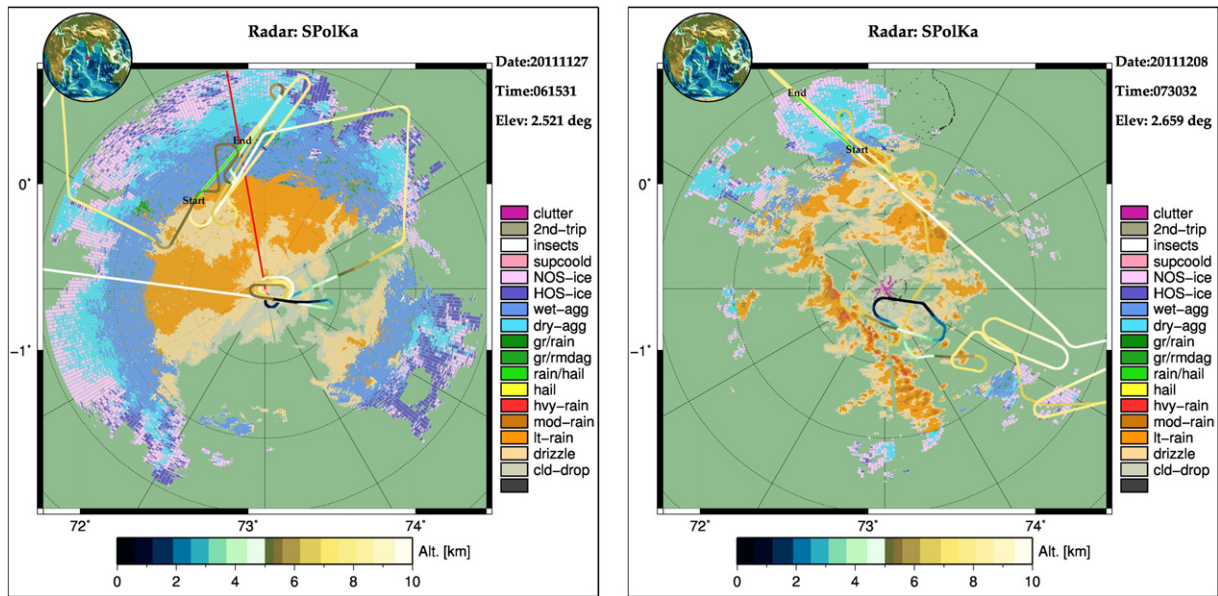 Radar: SPolKa
Date:20111127
Time:061531
Elev: 2.521 deg
End
Start
0°
-1°
72°
73°
74°
clutter
2nd-trip
insects
supcoold
NOS-ice
HOS-ice
wet-agg
dry-agg
gr/rain
gr/rmdag
rain/hail
hail
hvy-rain
mod-rain
lt-rain
drizzle
cld-drop
Alt. [km]
0 2 4 6 8 10
Radar: SPolKa
Date:20111208
Time:073032
Elev: 2.659 deg
End
Start
0°
-1°
72°
73°
74°
clutter
2nd-trip
insects
supcoold
NOS-ice
HOS-ice
wet-agg
dry-agg
gr/rain
gr/rmdag
rain/hail
hail
hvy-rain
mod-rain
lt-rain
drizzle
cld-drop
Alt. [km]
0 2 4 6 8 10